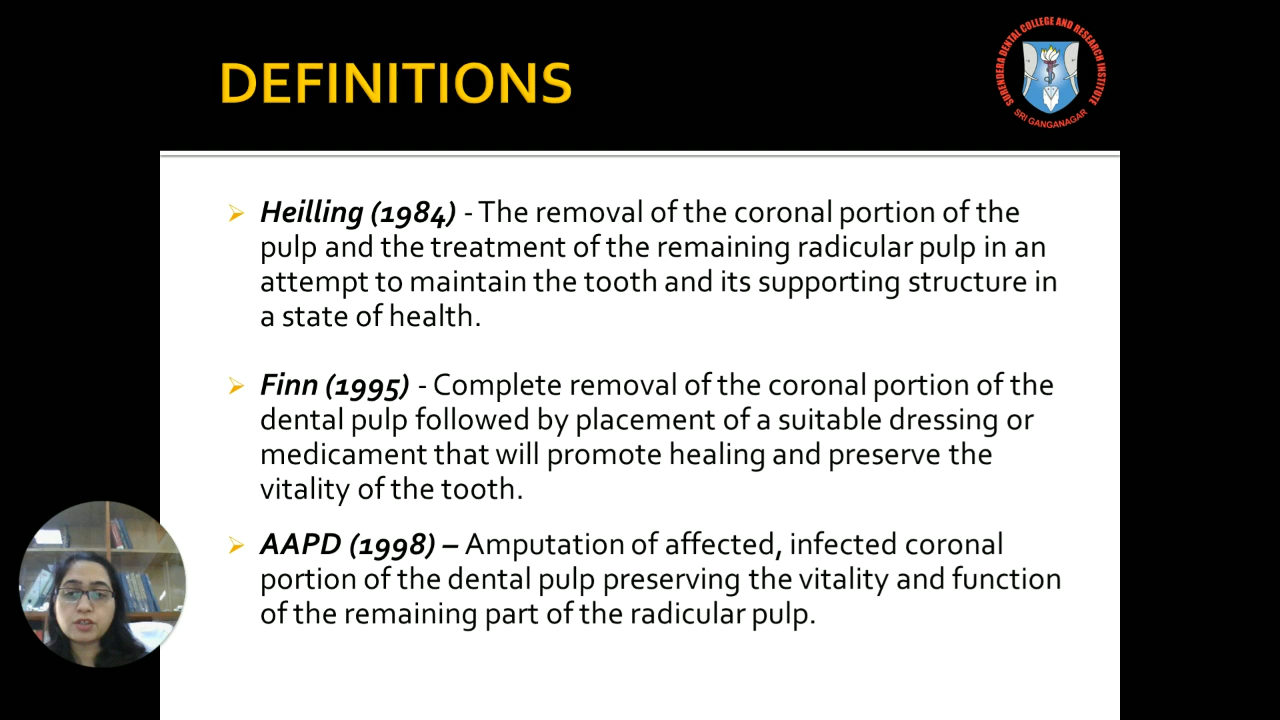 DEFINITIONS
SURENDERA DENTAL COLLEGE AND RESEARCH INSTITUTE
SRI GANGANAGAR
Heilling (1984) - The removal of the coronal portion of the
pulp and the treatment of the remaining radicular pulp in an
attempt to maintain the tooth and its supporting structure in
a state of health.
Finn (1995) - Complete removal of the coronal portion of the
dental pulp followed by placement of a suitable dressing or
medicament that will promote healing and preserve the
vitality of the tooth.
AAPD (1998) – Amputation of affected, infected coronal
portion of the dental pulp preserving the vitality and function
of the remaining part of the radicular pulp.